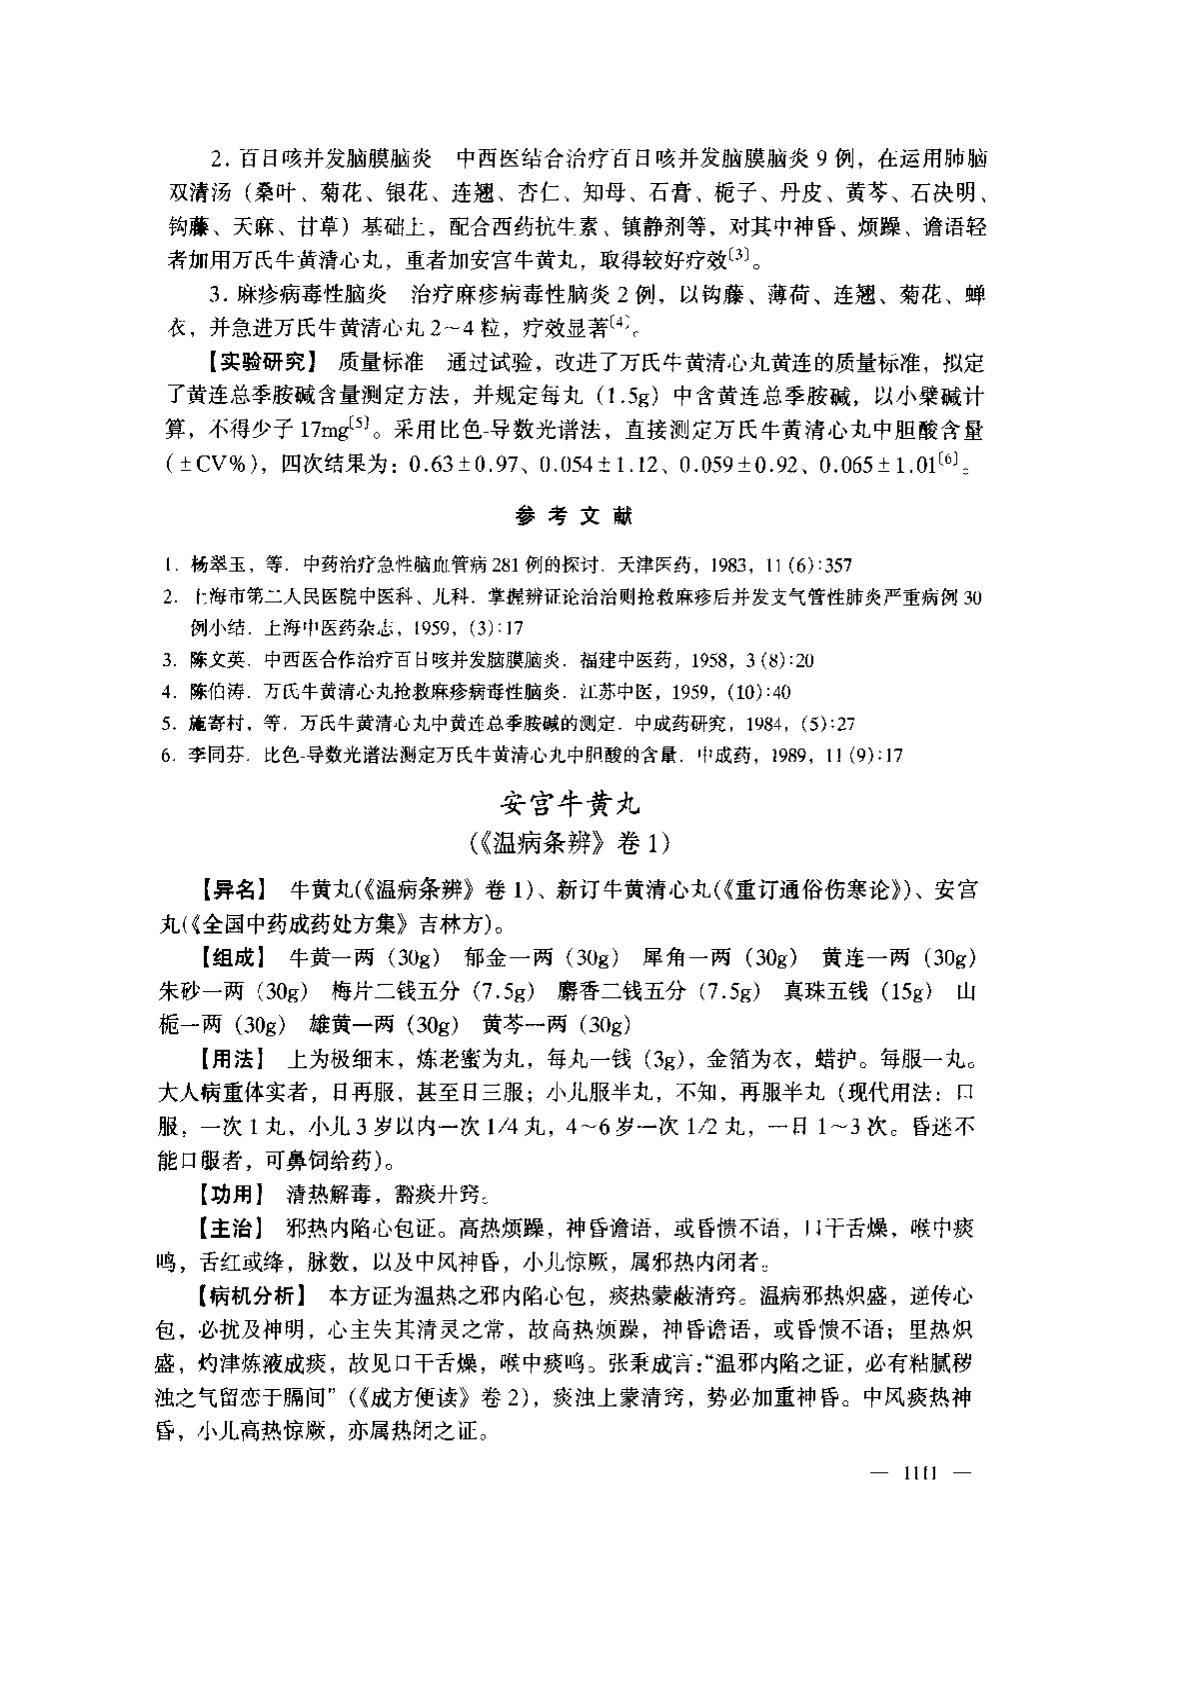 2. 百日咳并发脑膜脑炎　中西医结合治疗百日咳并发脑膜脑炎 9 例，在运用肺脑
双清汤（桑叶、菊花、银花、连翘、杏仁、知母、石膏、栀子、丹皮、黄芩、石决明、
钩藤、天麻、甘草）基础上，配合西药抗生素、镇静剂等，对其中神昏、烦躁、谵语轻
者加用万氏牛黄清心丸，重者加安宫牛黄丸，取得较好疗效〔3〕。
3. 麻疹病毒性脑炎　治疗麻疹病毒性脑炎 2 例，以钩藤、薄荷、连翘、菊花、蝉
衣，并急进万氏牛黄清心丸 2～4 粒，疗效显著〔4〕。
【实验研究】　质量标准　通过试验，改进了万氏牛黄清心丸黄连的质量标准，拟定
了黄连总季胺碱含量测定方法，并规定每丸（1.5g）中含黄连总季胺碱，以小檗碱计
算，不得少于 17mg〔5〕。采用比色-导数光谱法，直接测定万氏牛黄清心丸中胆酸含量
(±CV%)，四次结果为：0.63±0.97、0.054±1.12、0.059±0.92、0.065±1.01〔6〕。
参 考 文 献
1. 杨翠玉，等．中药治疗急性脑血管病 281 例的探讨．天津医药，1983，11 (6):357
2. 上海市第二人民医院中医科、儿科．掌握辨证论治治则抢救麻疹后并发支气管性肺炎严重病例 30
例小结．上海中医药杂志，1959，(3):17
3. 陈文英．中西医合作治疗百日咳并发脑膜脑炎．福建中医药，1958，3 (8):20
4. 陈伯涛．万氏牛黄清心丸抢救麻疹病毒性脑炎．江苏中医，1959，(10):40
5. 施寄村，等．万氏牛黄清心丸中黄连总季胺碱的测定．中成药研究，1984，(5):27
6. 李同芬．比色-导数光谱法测定万氏牛黄清心丸中胆酸的含量．中成药，1989，11 (9):17
安宫牛黄丸
(《温病条辨》卷 1)
【异名】　牛黄丸(《温病条辨》卷 1)、新订牛黄清心丸(《重订通俗伤寒论》)、安宫
丸(《全国中药成药处方集》吉林方)。
【组成】　牛黄一两（30g）　郁金一两（30g）　犀角一两（30g）　黄连一两（30g）
朱砂一两（30g）　梅片二钱五分（7.5g）　麝香二钱五分（7.5g）　真珠五钱（15g）　山
栀一两（30g）　雄黄一两（30g）　黄芩一两（30g）
【用法】　上为极细末，炼老蜜为丸，每丸一钱（3g），金箔为衣，蜡护。每服一丸。
大人病重体实者，日再服，甚至日三服；小儿服半丸，不知，再服半丸（现代用法：口
服，一次 1 丸，小儿 3 岁以内一次 1/4 丸，4～6 岁一次 1/2 丸，一日 1～3 次。昏迷不
能口服者，可鼻饲给药）。
【功用】　清热解毒，豁痰开窍。
【主治】　邪热内陷心包证。高热烦躁，神昏谵语，或昏愦不语，口干舌燥，喉中痰
鸣，舌红或绛，脉数，以及中风神昏，小儿惊厥，属邪热内闭者。
【病机分析】　本方证为温热之邪内陷心包，痰热蒙蔽清窍。温病邪热炽盛，逆传心
包，必扰及神明，心主失其清灵之常，故高热烦躁，神昏谵语，或昏愦不语；里热炽
盛，灼津炼液成痰，故见口干舌燥，喉中痰鸣。张秉成言：“温邪内陷之证，必有粘腻秽
浊之气留恋于膈间”（《成方便读》卷 2），痰浊上蒙清窍，势必加重神昏。中风痰热神
昏，小儿高热惊厥，亦属热闭之证。
— 1111 —